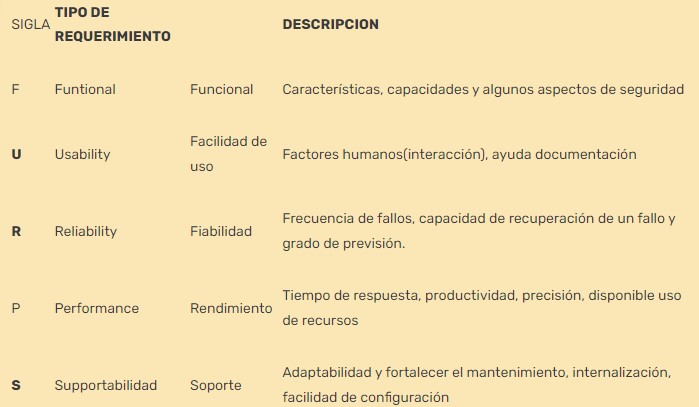 SIGLA TIPO DE REQUERIMIENTO DESCRIPCION
F Funtional Funcional Características, capacidades y algunos aspectos de seguridad
U Usability Facilidad de uso Factores humanos(interacción), ayuda documentación
R Reliability Fiabilidad Frecuencia de fallos, capacidad de recuperación de un fallo y
grado de previsión.
P Performance Rendimiento Tiempo de respuesta, productividad, precisión, disponible uso
de recursos
S Supportabilidad Soporte Adaptabilidad y fortalecer el mantenimiento, internalización,
facilidad de configuración